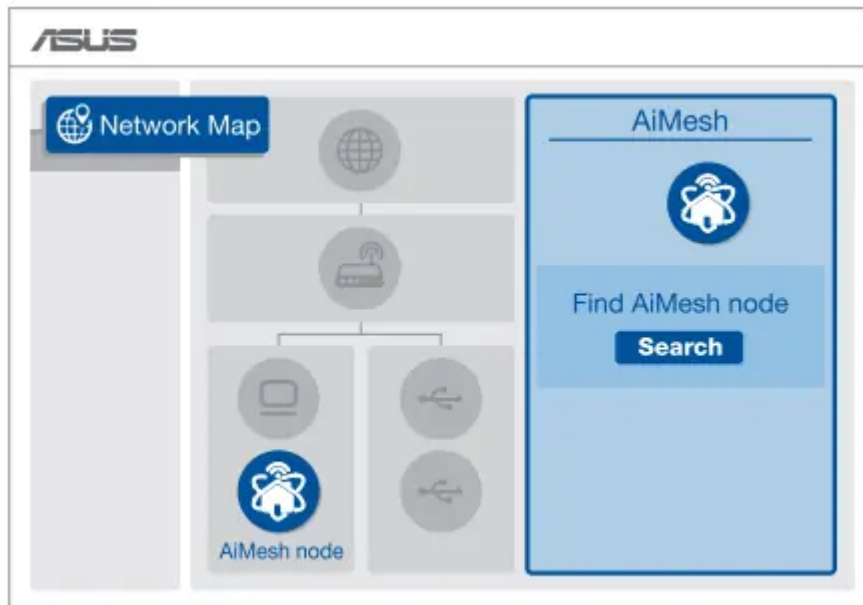 ASUS
Network Map
AiMesh node
AiMesh
Find AiMesh node
Search